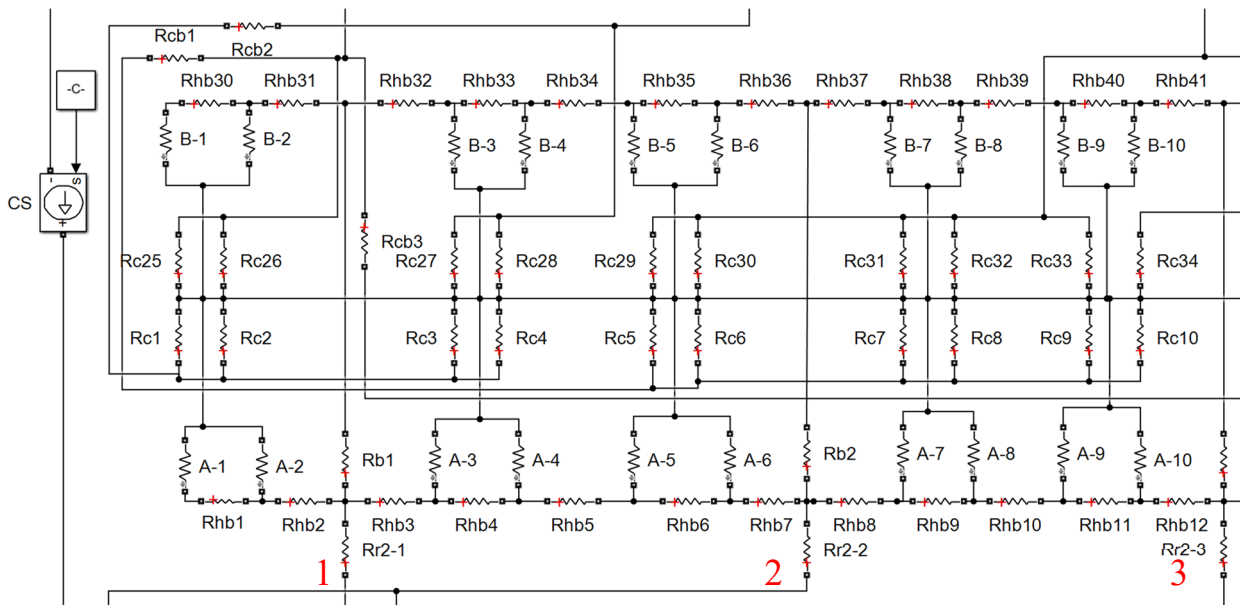 Rcb1
Rcb2
-C-
Rhb30 Rhb31 Rhb32 Rhb33 Rhb34 Rhb35 Rhb36 Rhb37 Rhb38 Rhb39 Rhb40 Rhb41
B-1 B-2 B-3 B-4 B-5 B-6 B-7 B-8 B-9 B-10
- s
CS
+
Rcb3
Rc25 Rc26 Rc27 Rc28 Rc29 Rc30 Rc31 Rc32 Rc33 Rc34
Rc1 Rc2 Rc3 Rc4 Rc5 Rc6 Rc7 Rc8 Rc9 Rc10
A-1 A-2 Rb1 A-3 A-4 A-5 A-6 Rb2 A-7 A-8 A-9 A-10
Rhb1 Rhb2 Rhb3 Rhb4 Rhb5 Rhb6 Rhb7 Rhb8 Rhb9 Rhb10 Rhb11 Rhb12
Rr2-1 Rr2-2 Rr2-3
1 2 3